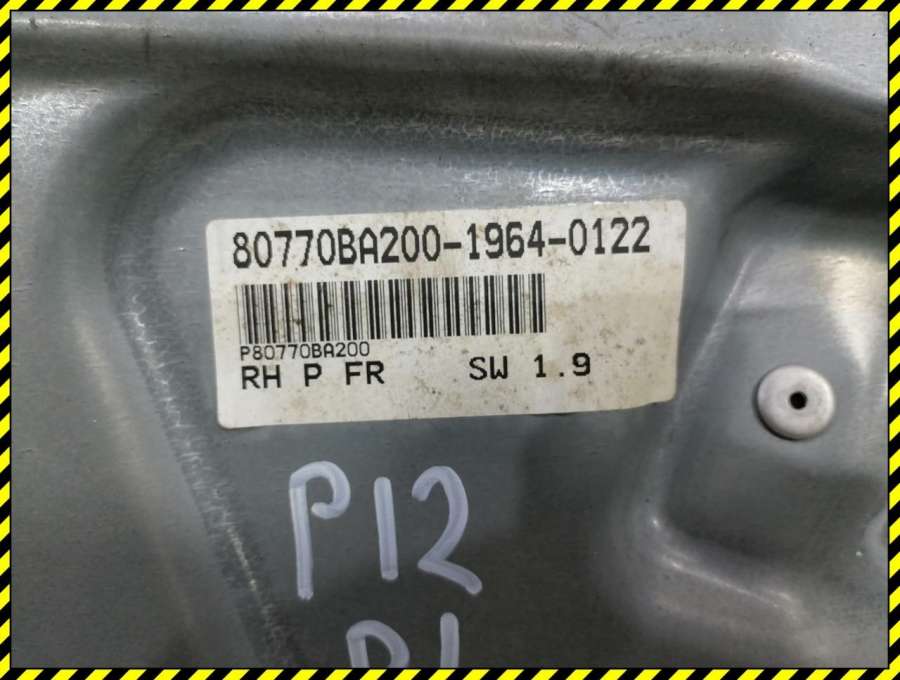 80770BA200-1964-0122
P80770BA200
RH P FR SW 1.9
P12